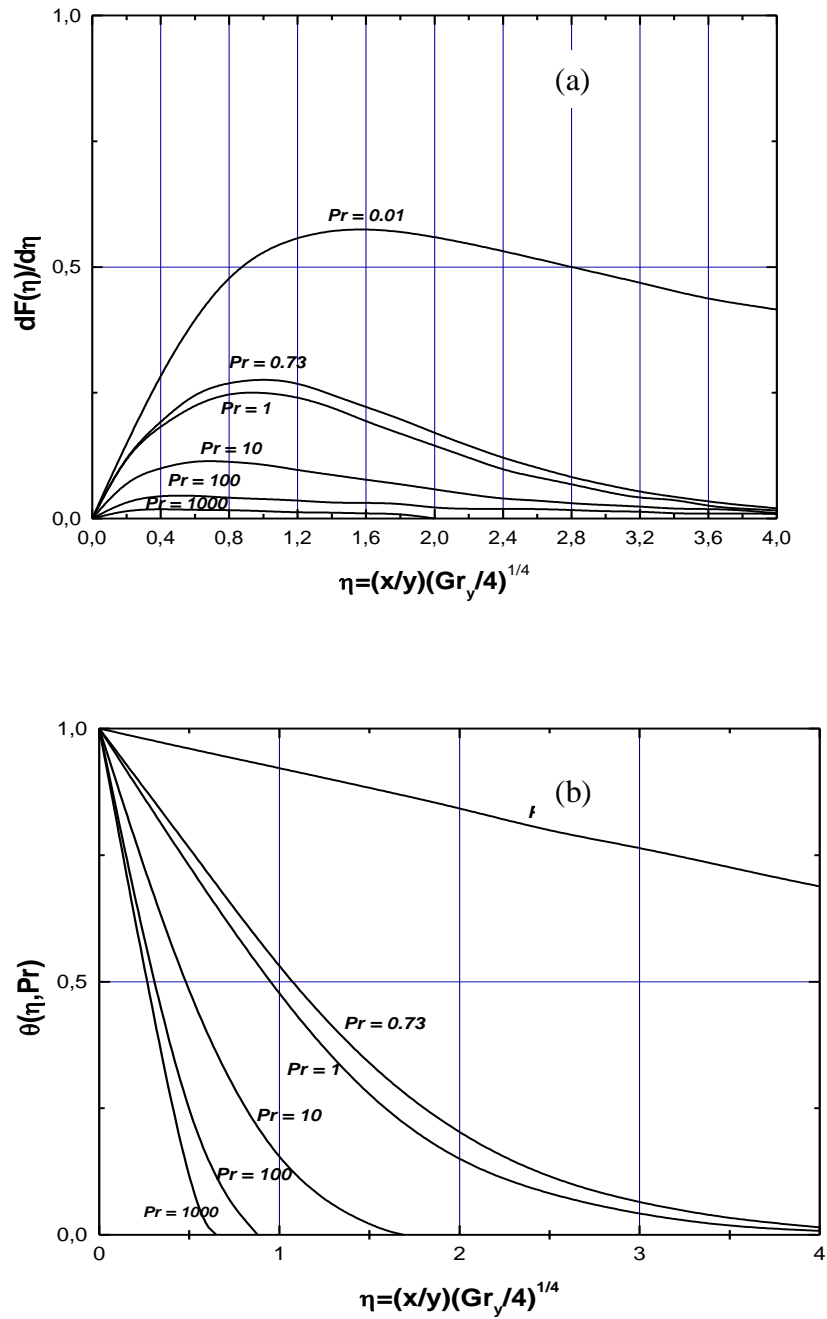 1,0
(a)
Pr = 0.01
dF(η)/dη
0,5
Pr = 0.73
Pr = 1
Pr = 10
Pr = 100
Pr = 1000
0,0
0,0 0,4 0,8 1,2 1,6 2,0 2,4 2,8 3,2 3,6 4,0
η=(x/y)(Gr_y/4)^1/4
1,0
(b)
θ(η,Pr)
0,5
Pr = 0.73
Pr = 1
Pr = 10
Pr = 100
Pr = 1000
0,0
0 1 2 3 4
η=(x/y)(Gr_y/4)^1/4